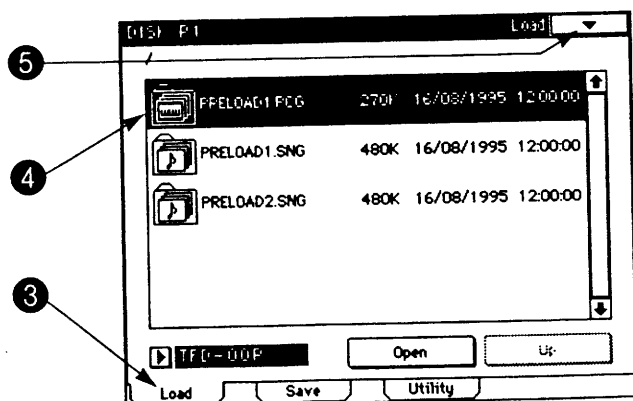 DISK P1 Load
5
/
4
PRELOAD1.PCG 270K 16/08/1995 12:00:00
PRELOAD1.SNG 480K 16/08/1995 12:00:00
PRELOAD2.SNG 480K 16/08/1995 12:00:00
3
TFD-00P
Open Up
Load Save Utility